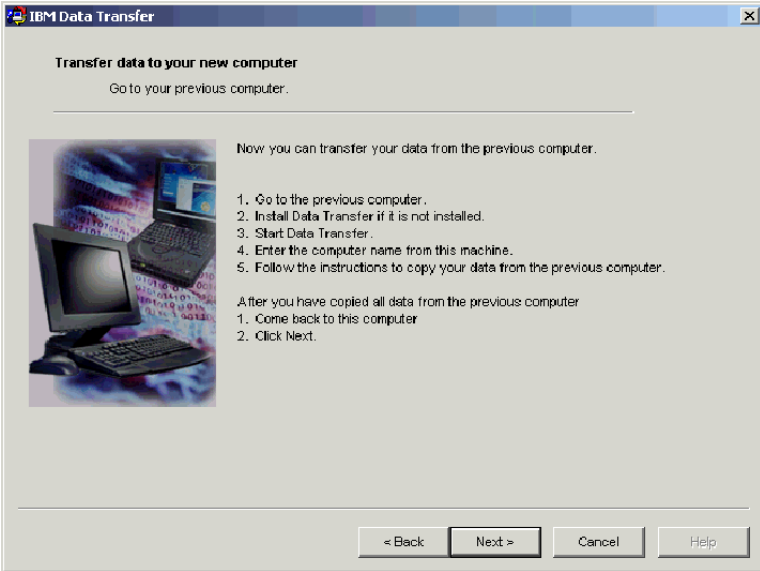 IBM Data Transfer
Transfer data to your new computer
Go to your previous computer.
Now you can transfer your data from the previous computer.
1. Go to the previous computer.
2. Install Data Transfer if it is not installed.
3. Start Data Transfer.
4. Enter the computer name from this machine.
5. Follow the instructions to copy your data from the previous computer.
After you have copied all data from the previous computer
1. Come back to this computer
2. Click Next.
< Back
Next >
Cancel
Help